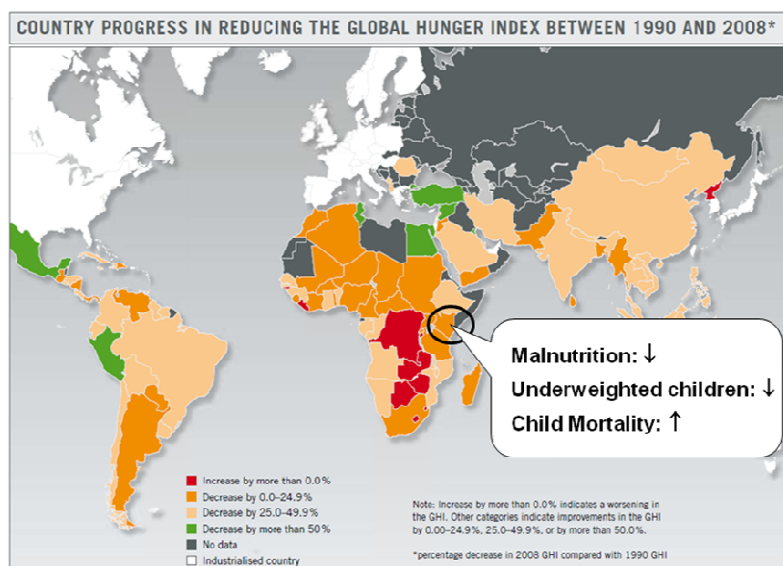 COUNTRY PROGRESS IN REDUCING THE GLOBAL HUNGER INDEX BETWEEN 1990 AND 2008*
Malnutrition: ↓
Underweighted children: ↓
Child Mortality: ↑
Increase by more than 0.0%
Decrease by 0.0–24.9%
Decrease by 25.0–49.9%
Decrease by more than 50%
No data
Industrialised country
Note: Increase by more than 0.0% indicates a worsening in
the GHI. Other categories indicate improvements in the GHI
by 0.00–24.9%, 25.0–49.9%, or by more than 50.0%.
*percentage decrease in 2008 GHI compared with 1990 GHI